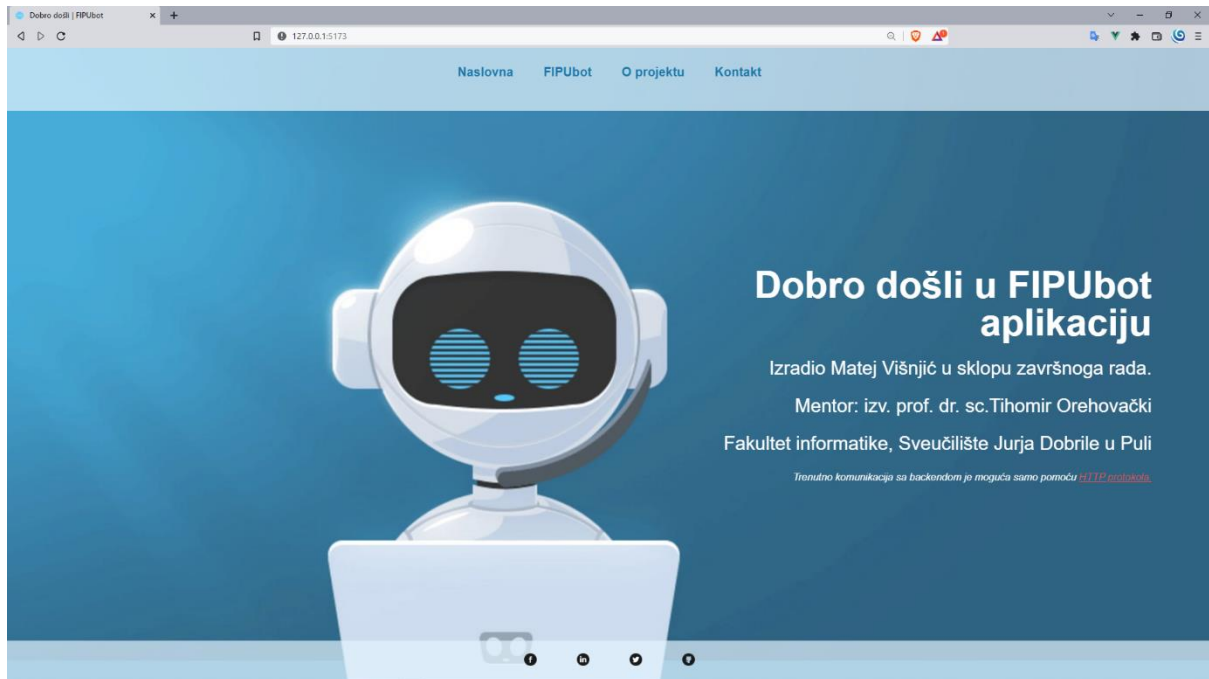 Dobro došli | FIPUbot
127.0.0.1:5173
Naslovna FIPUbot O projektu Kontakt
Dobro došli u FIPUbot
aplikaciju
Izradio Matej Višnjić u sklopu završnoga rada.
Mentor: izv. prof. dr. sc.Tihomir Orehovački
Fakultet informatike, Sveučilište Jurja Dobrile u Puli
Trenutno komunikacija sa backendom je moguća samo pomoću HTTP protokola.